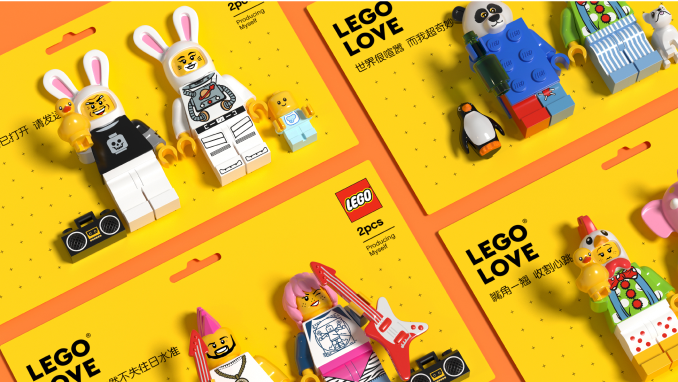 2pcs
Producing
Myself
已打开 请发送
LEGO
LOVE
世界很喧嚣 而我超奇妙
LEGO
2pcs
Producing
Myself
LEGO
LOVE
嘴角一翘 收割心跳
LEGO
LOVE
不失往日水准